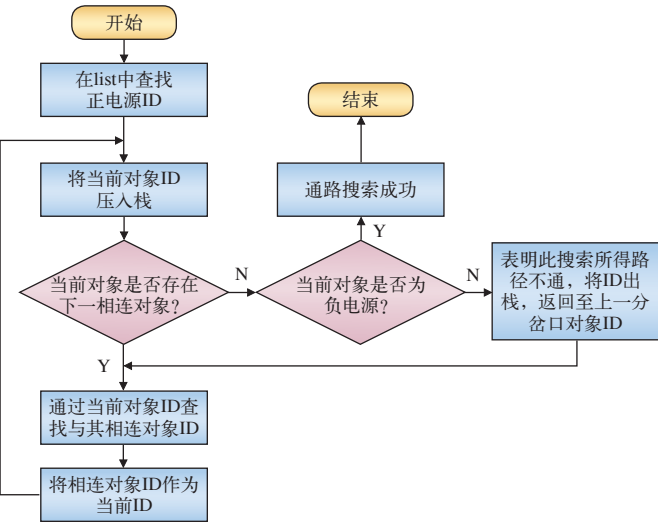 开始
在list中查找
正电源ID
将当前对象ID
压入栈
当前对象是否存在
下一相连对象？
N
Y
结束
通路搜索成功
Y
当前对象是否为
负电源？
N
表明此搜索所得路
径不通，将ID出
栈，返回至上一分
岔口对象ID
通过当前对象ID查
找与其相连对象ID
将相连对象ID作为
当前ID